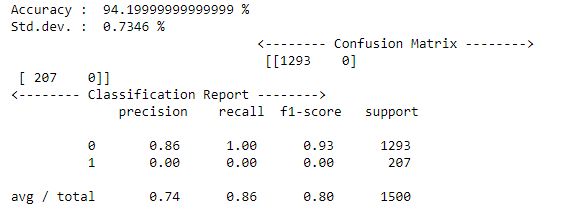 Accuracy :  94.19999999999999 %
Std.dev. :  0.7346 %
<-------- Confusion Matrix -------->
[[1293    0]
[ 207    0]]
<-------- Classification Report -------->
precision    recall  f1-score   support
0       0.86      1.00      0.93      1293
1       0.00      0.00      0.00       207
avg / total       0.74      0.86      0.80      1500